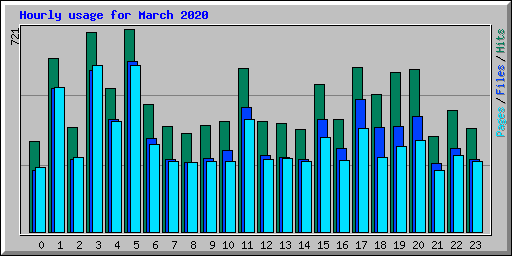 Hourly usage for March 2020
721
Pages / Files / Hits
0 1 2 3 4 5 6 7 8 9 10 11 12 13 14 15 16 17 18 19 20 21 22 23